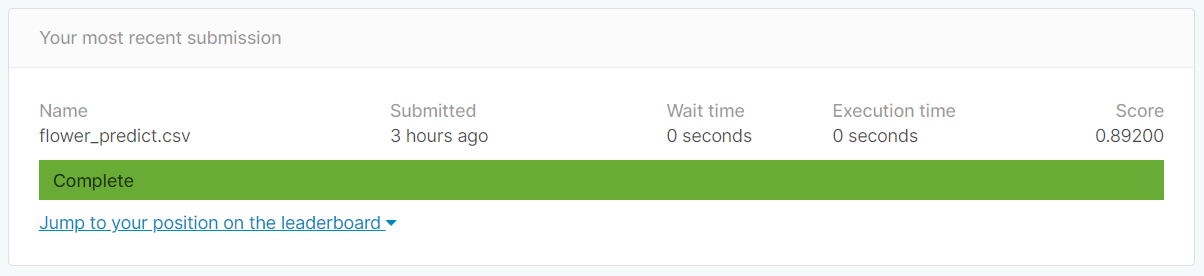 Your most recent submission
Name Submitted Wait time Execution time Score
flower_predict.csv 3 hours ago 0 seconds 0 seconds 0.89200
Complete
Jump to your position on the leaderboard